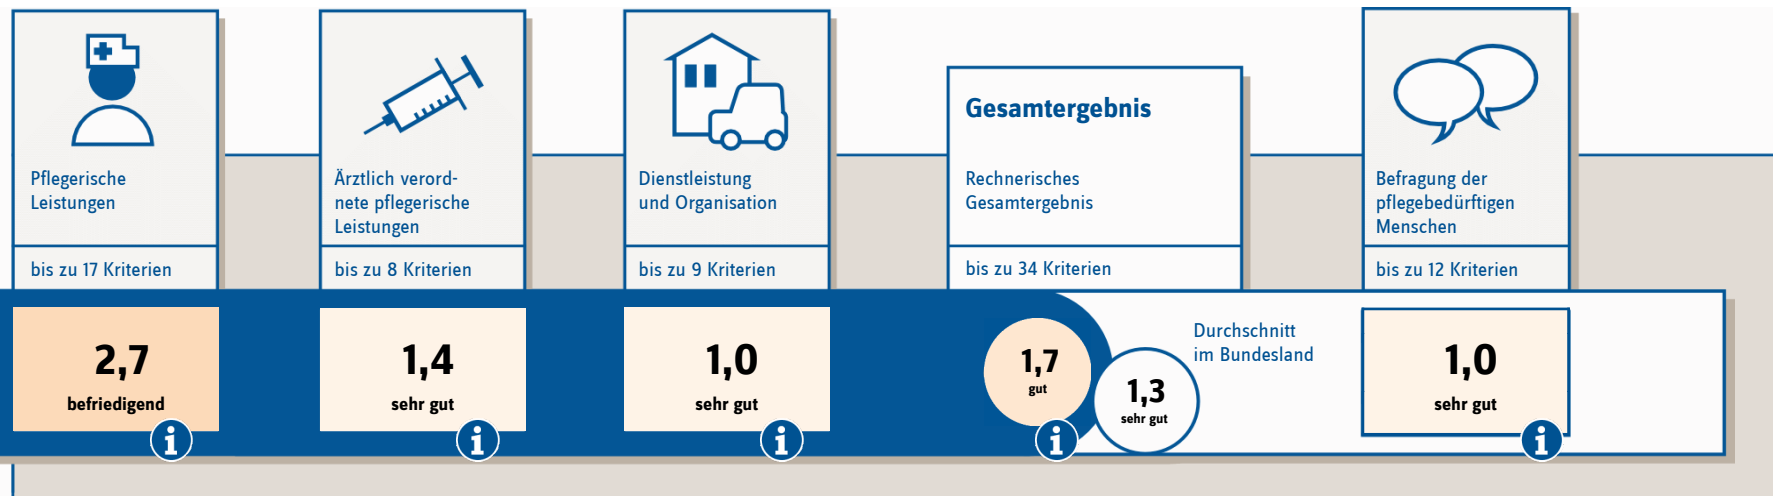 Pflegerische
Leistungen
bis zu 17 Kriterien
2,7
befriedigend
i
Ärztlich verord-
nete pflegerische
Leistungen
bis zu 8 Kriterien
1,4
sehr gut
i
Dienstleistung
und Organisation
bis zu 9 Kriterien
1,0
sehr gut
i
Gesamtergebnis
Rechnerisches
Gesamtergebnis
bis zu 34 Kriterien
1,7
gut
i
Durchschnitt
im Bundesland
1,3
sehr gut
Befragung der
pflegebedürftigen
Menschen
bis zu 12 Kriterien
1,0
sehr gut
i